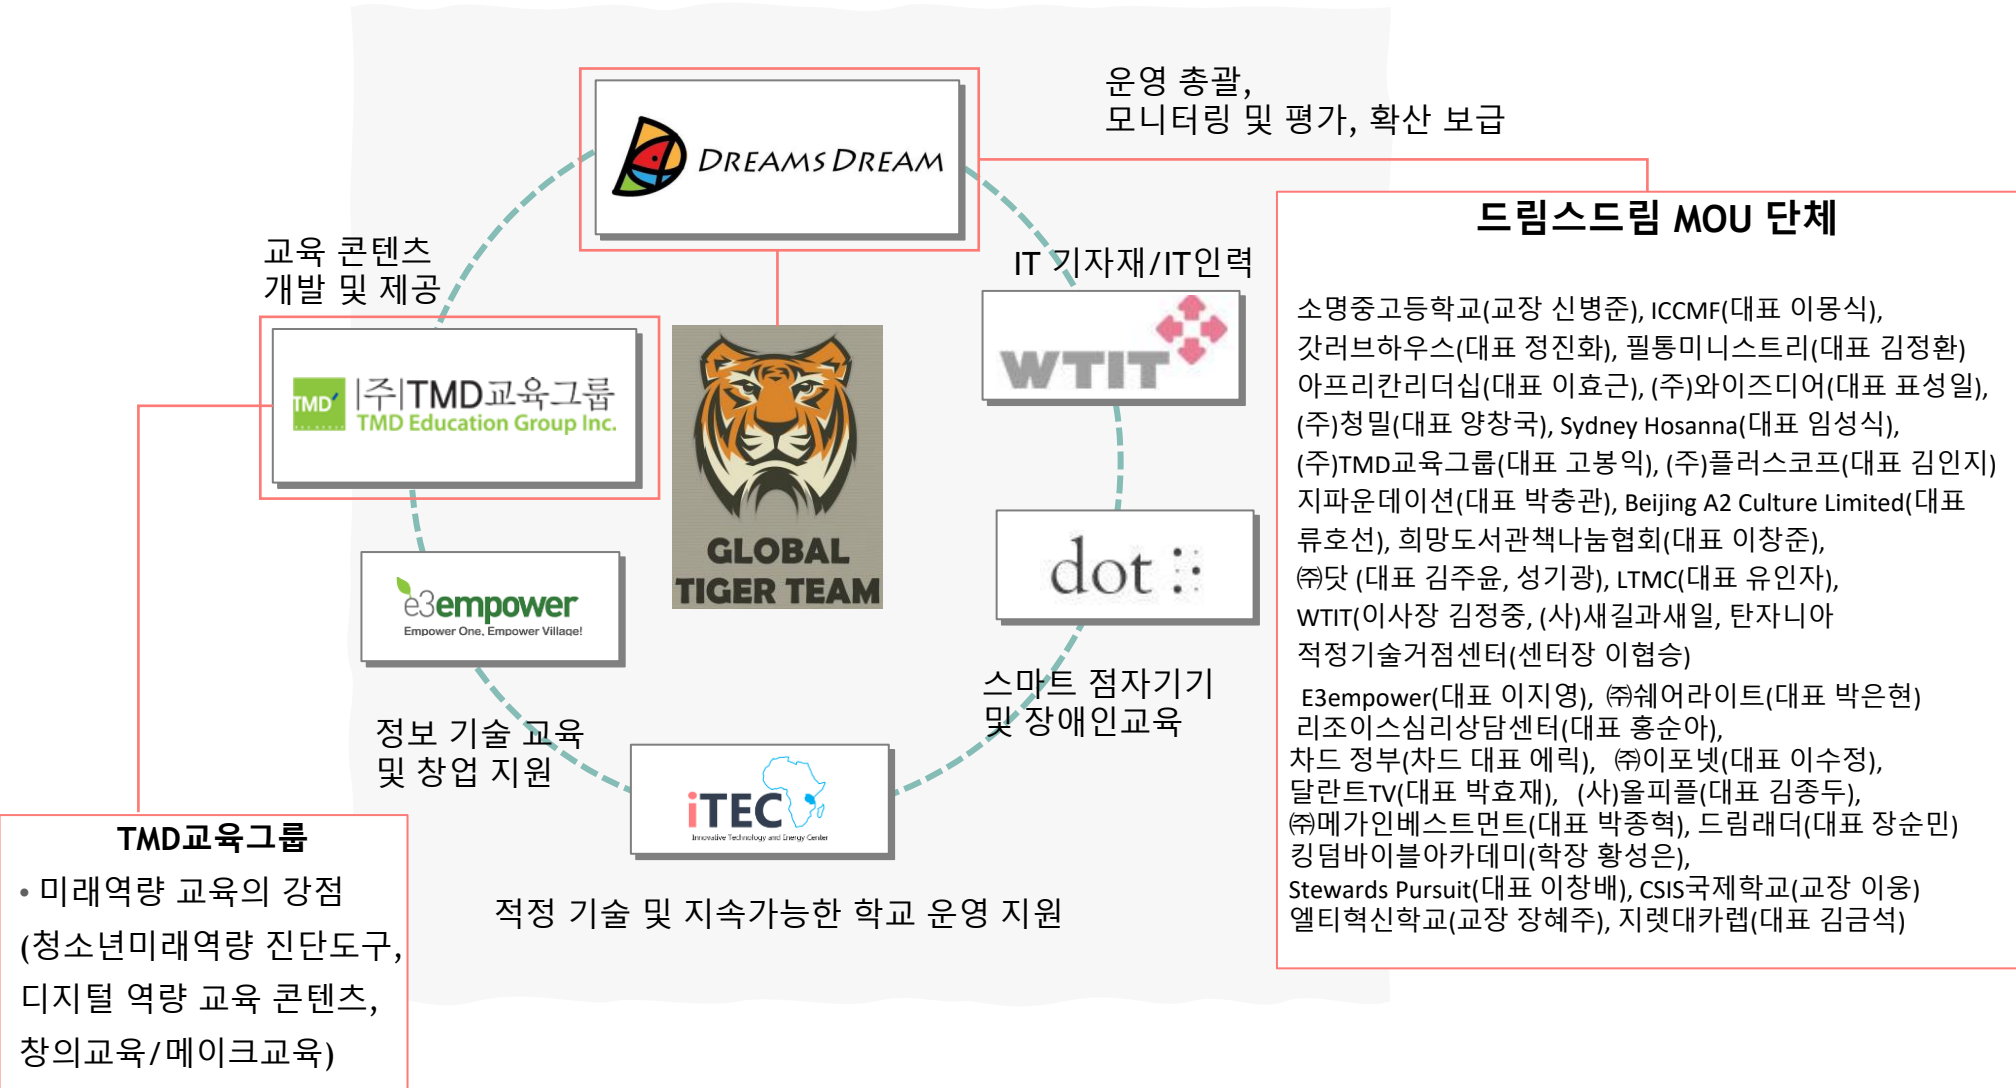 운영 총괄,
모니터링 및 평가, 확산 보급
DREAMSDREAM
교육 콘텐츠
개발 및 제공
IT 기자재/IT인력
WTIT
TMD
|주|TMD교육그룹
TMD Education Group Inc.
GLOBAL
TIGER TEAM
dot
e3empower
Empower One, Empower Village!
스마트 점자기기
및 장애인교육
정보 기술 교육
및 창업 지원
iTEC
Innovative Technology and Energy Center
적정 기술 및 지속가능한 학교 운영 지원
TMD교육그룹
• 미래역량 교육의 강점
(청소년미래역량 진단도구,
디지털 역량 교육 콘텐츠,
창의교육/메이크교육)
드림스드림 MOU 단체
소명중고등학교(교장 신병준), ICCMF(대표 이몽식),
갓러브하우스(대표 정진화), 필통미니스트리(대표 김정환)
아프리칸리더십(대표 이효근), (주)와이즈디어(대표 표성일),
(주)청밀(대표 양창국), Sydney Hosanna(대표 임성식),
(주)TMD교육그룹(대표 고봉익), (주)플러스코프(대표 김인지)
지파운데이션(대표 박충관), Beijing A2 Culture Limited(대표
류호선), 희망도서관책나눔협회(대표 이창준),
㈜닷 (대표 김주윤, 성기광), LTMC(대표 유인자),
WTIT(이사장 김정중, (사)새길과새일, 탄자니아
적정기술거점센터(센터장 이협승)
E3empower(대표 이지영), ㈜쉐어라이트(대표 박은현)
리조이스심리상담센터(대표 홍순아),
차드 정부(차드 대표 에릭), ㈜이포넷(대표 이수정),
달란트TV(대표 박효재), (사)올피플(대표 김종두),
㈜메가인베스트먼트(대표 박종혁), 드림래더(대표 장순민)
킹덤바이블아카데미(학장 황성은),
Stewards Pursuit(대표 이창배), CSIS국제학교(교장 이웅)
엘티혁신학교(교장 장혜주), 지렛대카렙(대표 김금석)